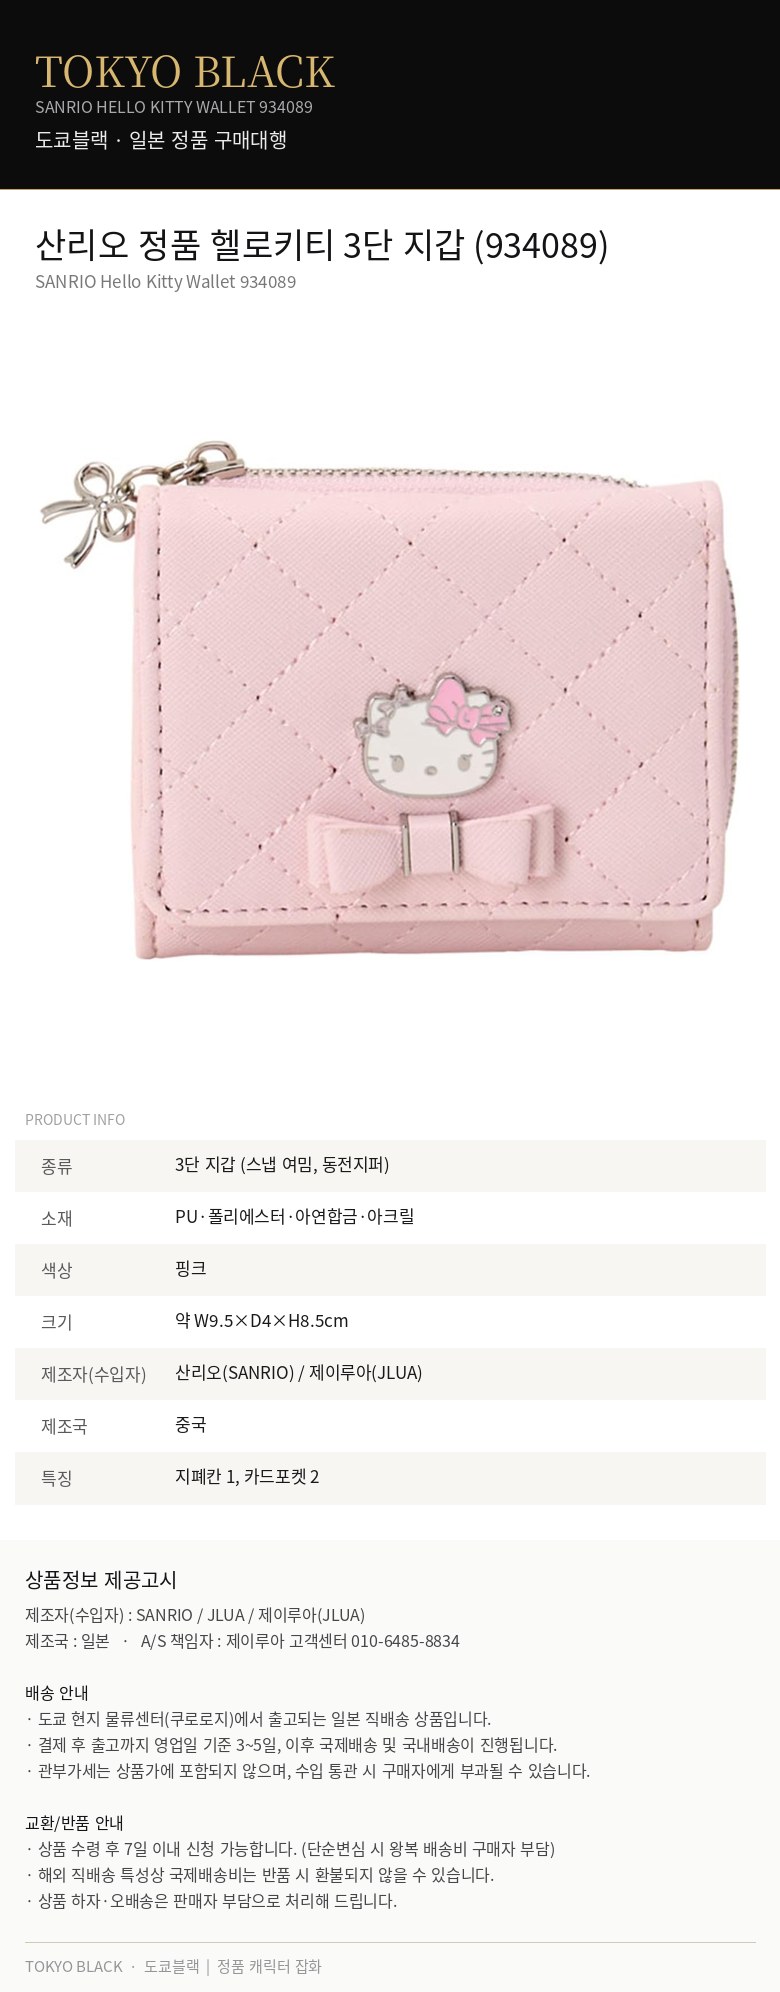 TOKYO BLACK
SANRIO HELLO KITTY WALLET 934089
도쿄블랙 · 일본 정품 구매대행
산리오 정품 헬로키티 3단 지갑 (934089)
SANRIO Hello Kitty Wallet 934089
PRODUCT INFO
종류 3단 지갑 (스냅 여밈, 동전지퍼)
소재 PU·폴리에스터·아연합금·아크릴
색상 핑크
크기 약 W9.5×D4×H8.5cm
제조자(수입자) 산리오(SANRIO) / 제이루아(JLUA)
제조국 중국
특징 지폐칸 1, 카드포켓 2
상품정보 제공고시
제조자(수입자) : SANRIO / JLUA / 제이루아(JLUA)
제조국 : 일본 · A/S 책임자 : 제이루아 고객센터 010-6485-8834
배송 안내
· 도쿄 현지 물류센터(쿠로로지)에서 출고되는 일본 직배송 상품입니다.
· 결제 후 출고까지 영업일 기준 3~5일, 이후 국제배송 및 국내배송이 진행됩니다.
· 관부가세는 상품가에 포함되지 않으며, 수입 통관 시 구매자에게 부과될 수 있습니다.
교환/반품 안내
· 상품 수령 후 7일 이내 신청 가능합니다. (단순변심 시 왕복 배송비 구매자 부담)
· 해외 직배송 특성상 국제배송비는 반품 시 환불되지 않을 수 있습니다.
· 상품 하자·오배송은 판매자 부담으로 처리해 드립니다.
TOKYO BLACK · 도쿄블랙 | 정품 캐릭터 잡화